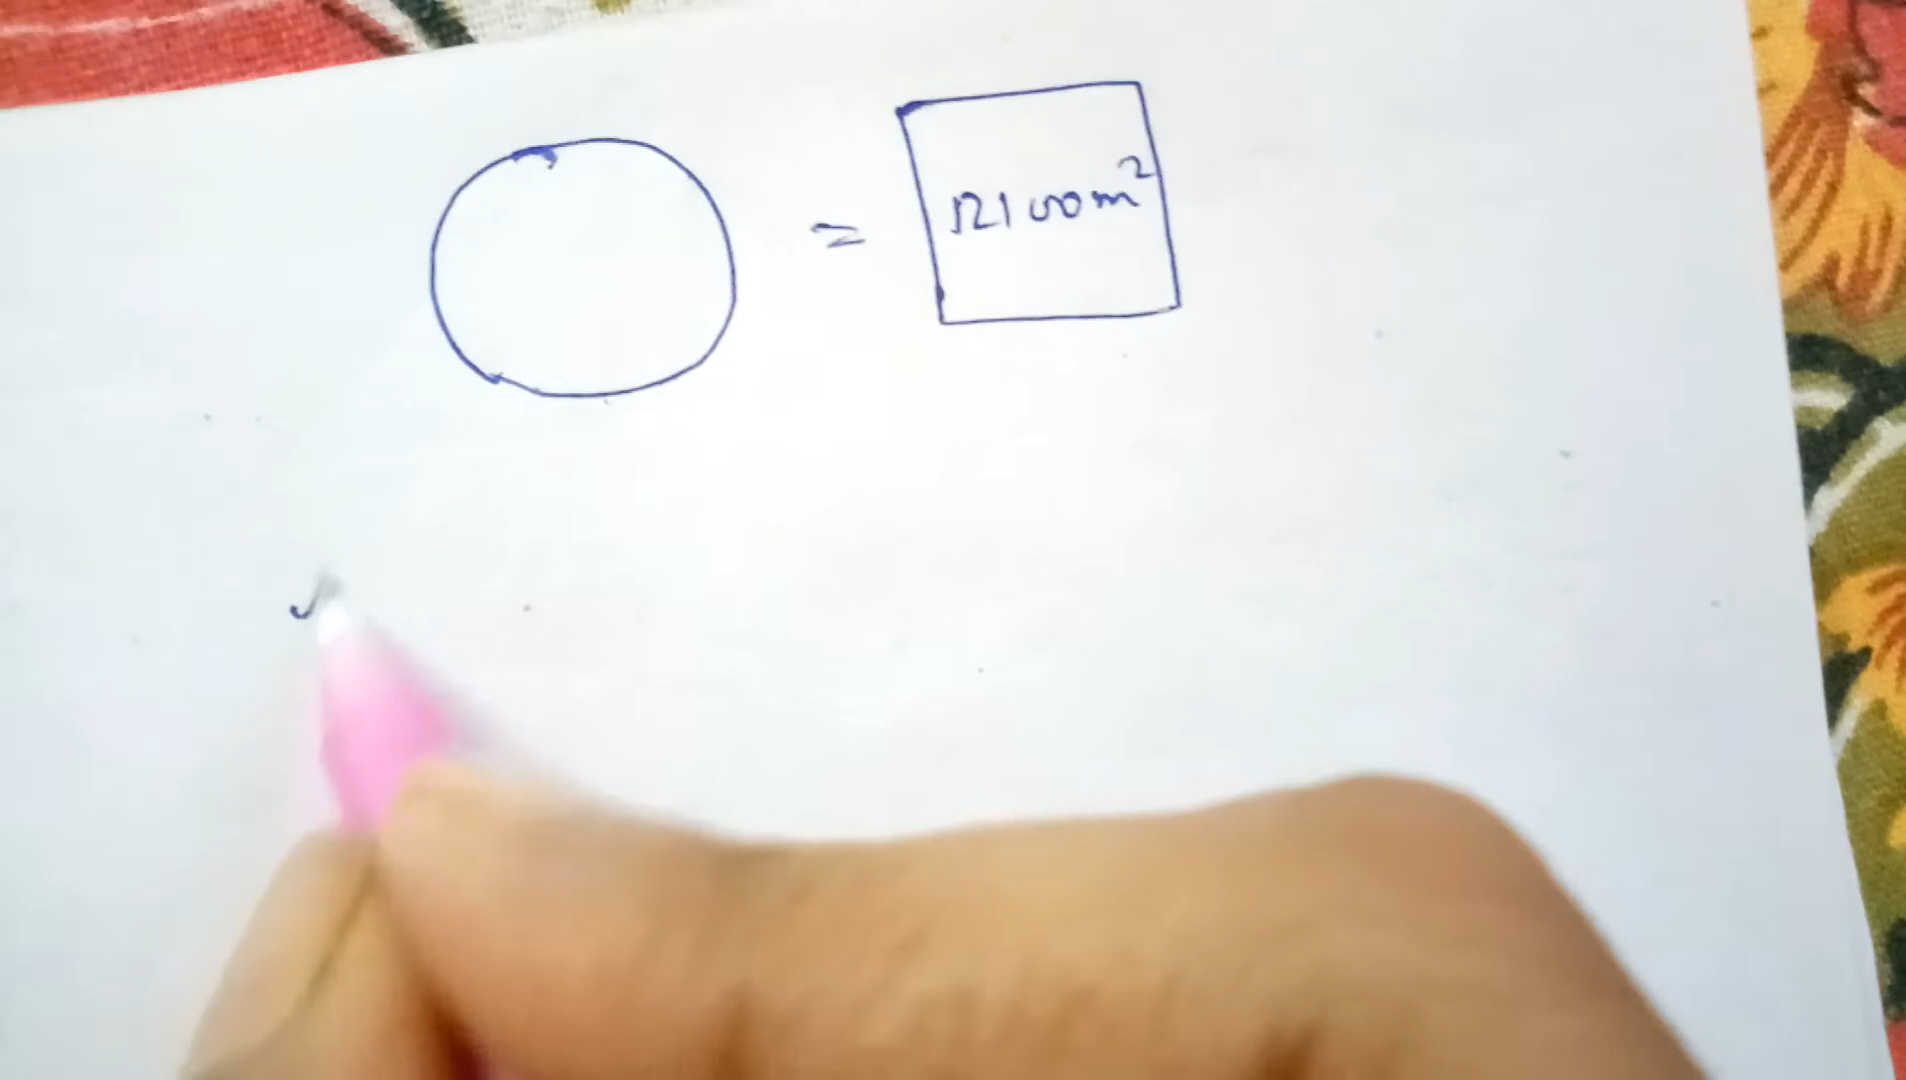 = 12100m²